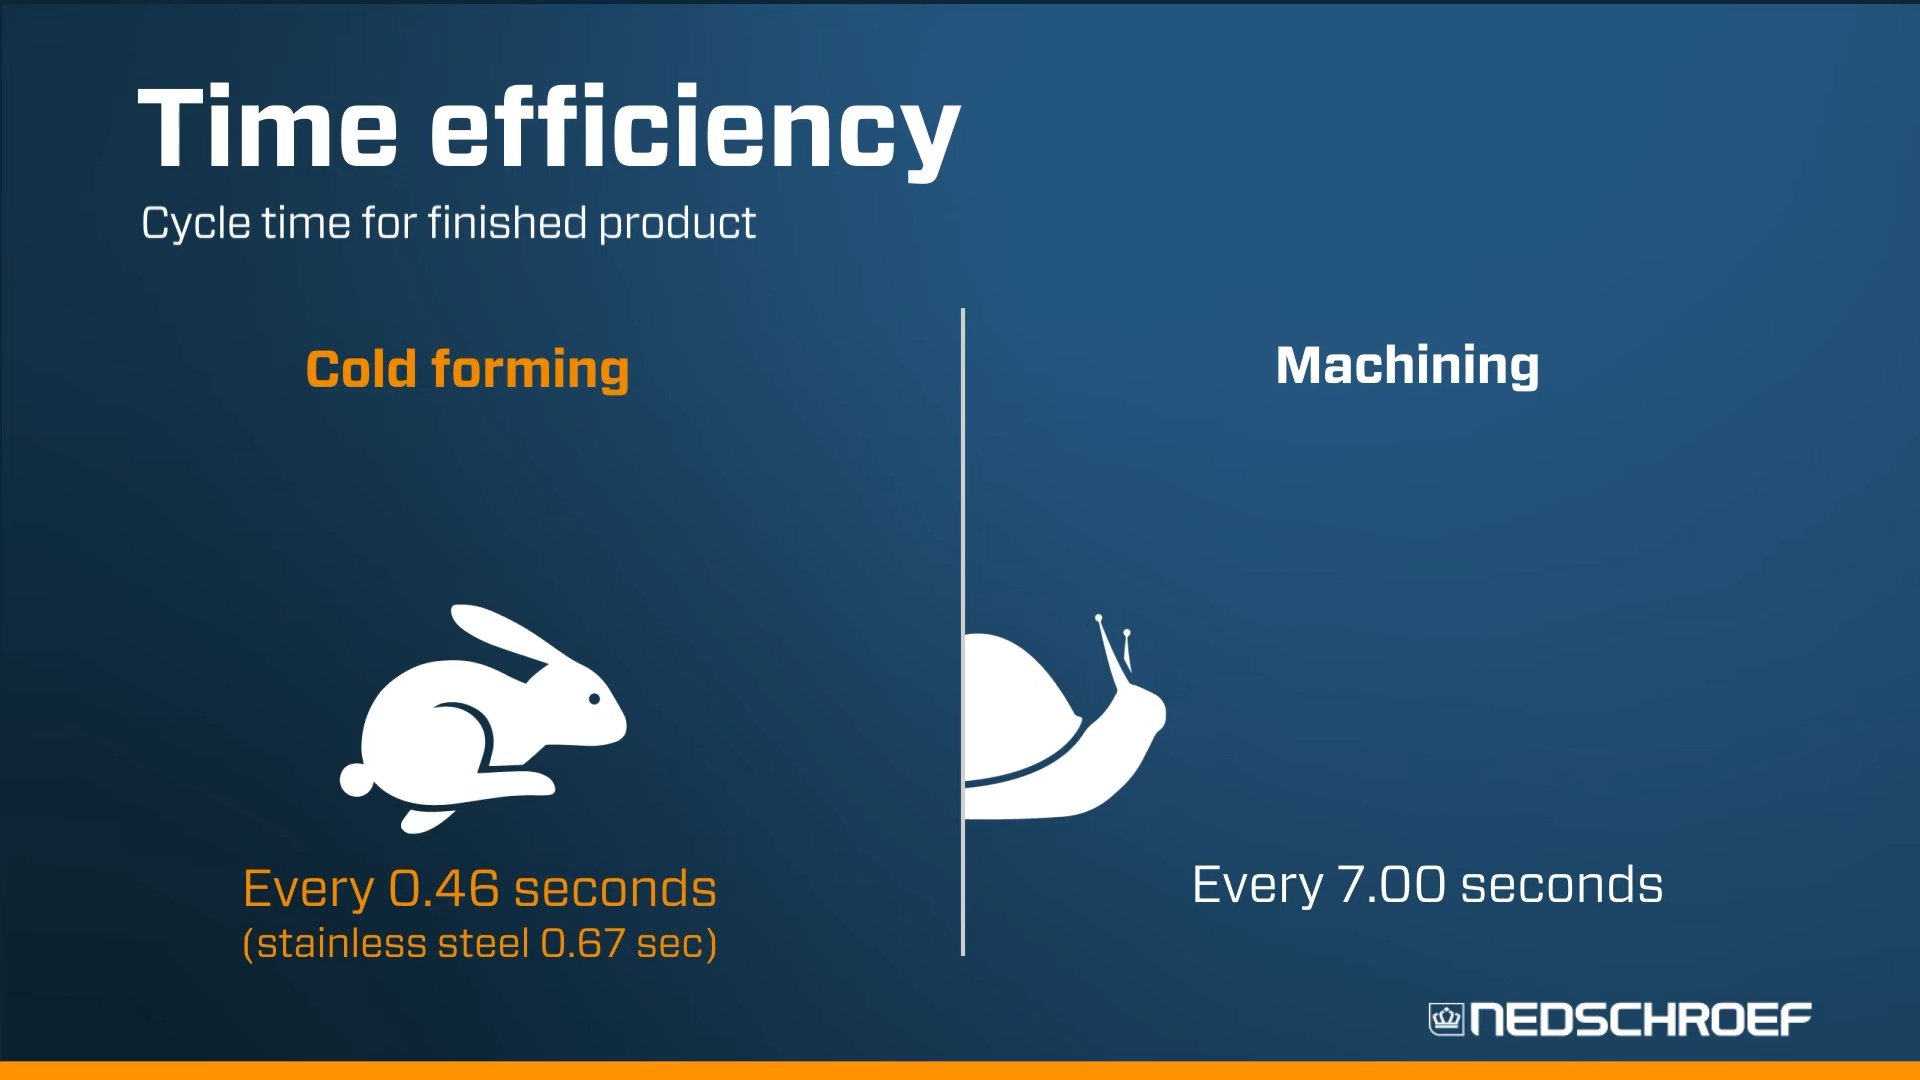 Time efficiency
Cycle time for finished product
Cold forming
Machining
Every 0.46 seconds
(stainless steel 0.67 sec)
Every 7.00 seconds
NEDSCHROEF